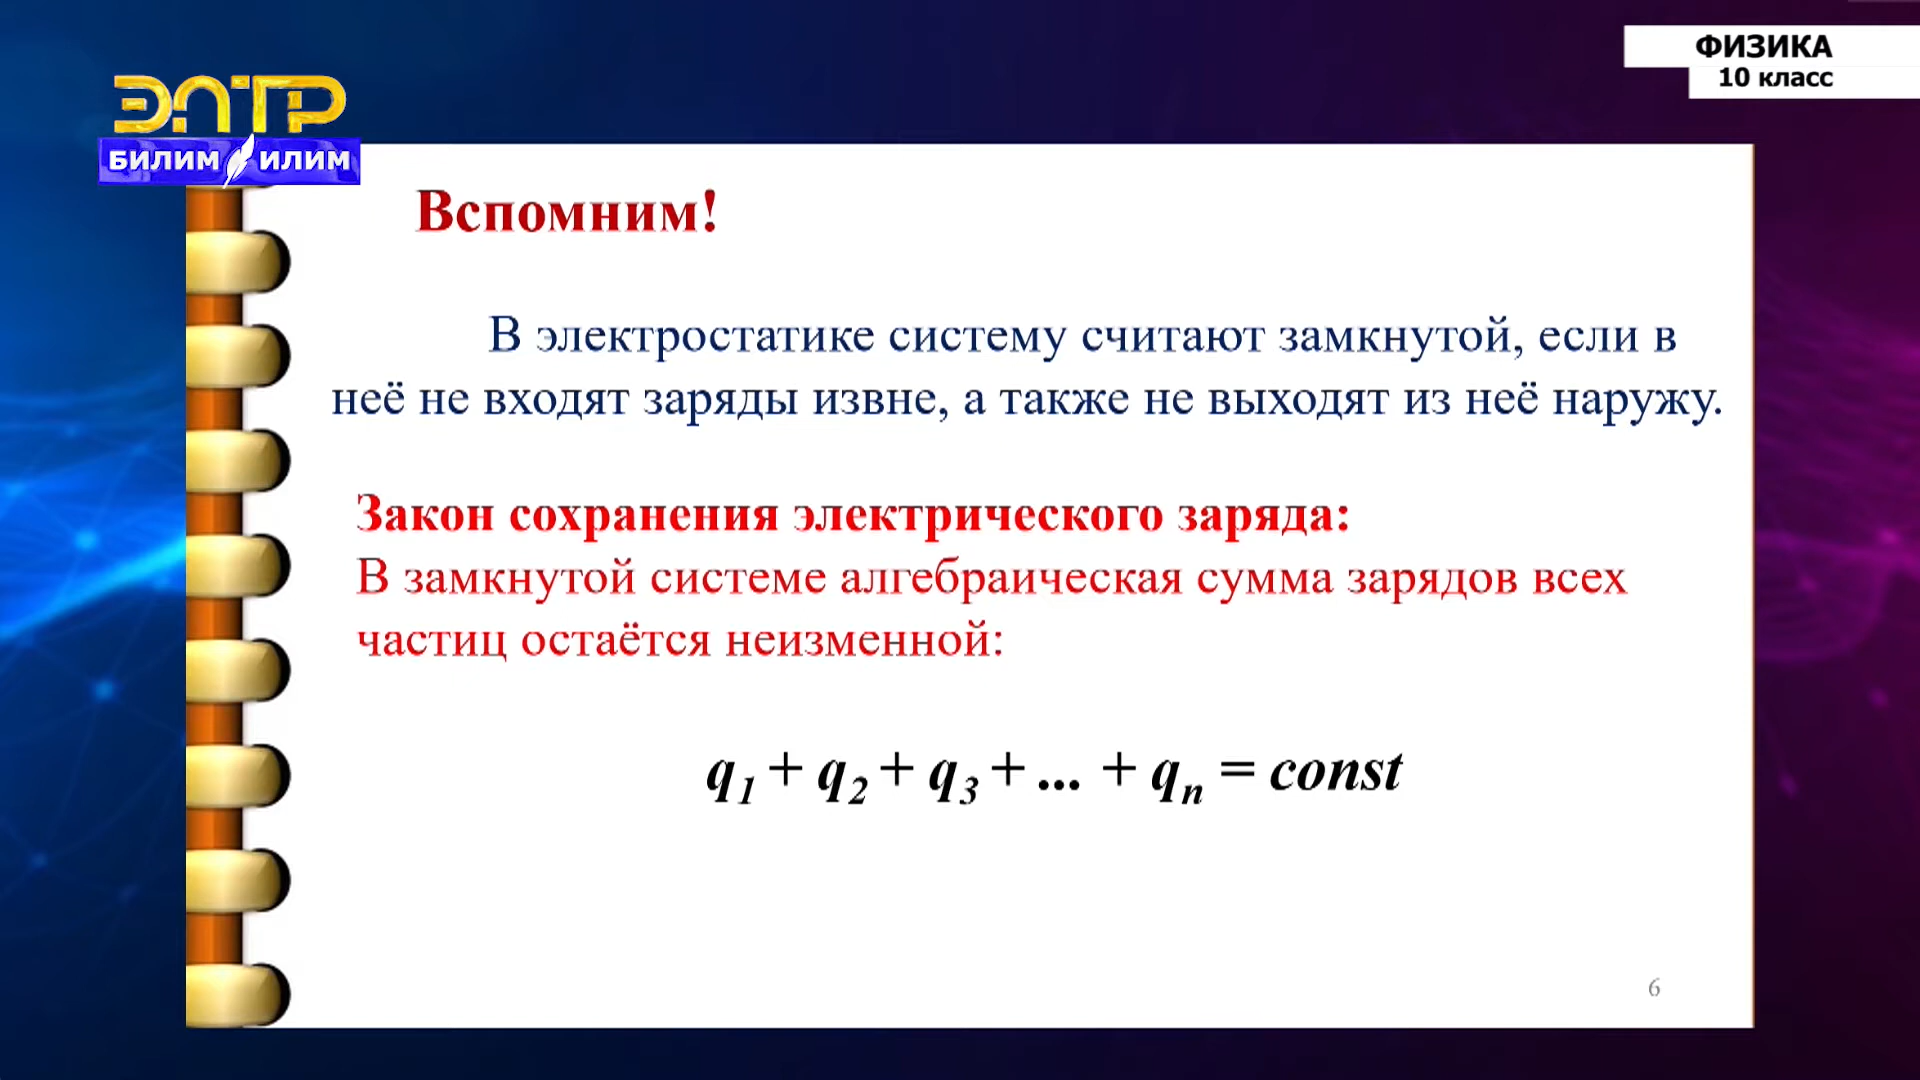 ФИЗИКА
10 класс
ЭЛТР
БИЛИМ ИЛИМ
Вспомним!
В электростатике систему считают замкнутой, если в
неё не входят заряды извне, а также не выходят из неё наружу.
Закон сохранения электрического заряда:
В замкнутой системе алгебраическая сумма зарядов всех
частиц остаётся неизменной:
q₁ + q₂ + q₃ + ... + qₙ = const
6